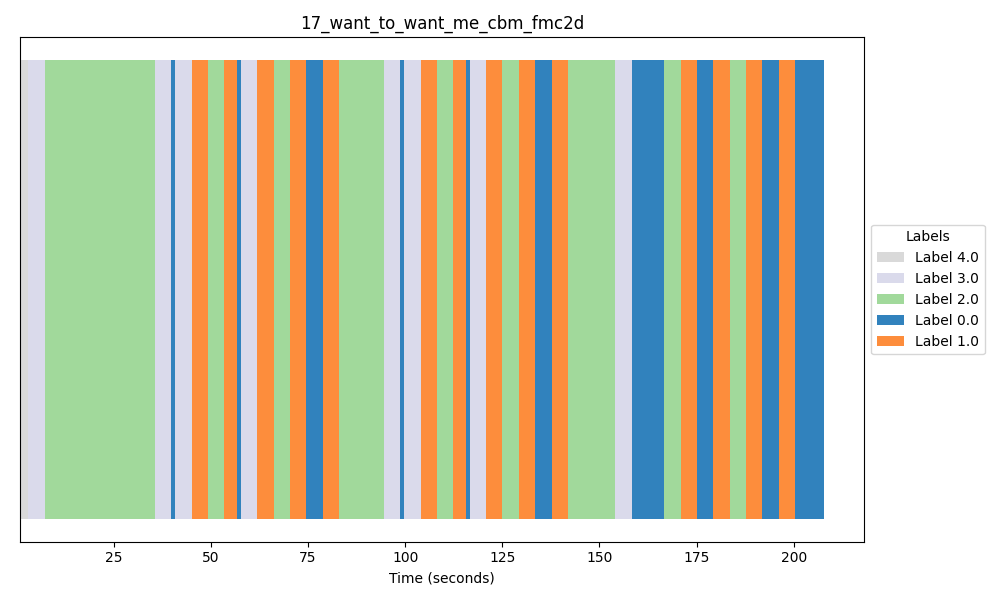 17_want_to_want_me_cbm_fmc2d
Labels
Label 4.0
Label 3.0
Label 2.0
Label 0.0
Label 1.0
25 50 75 100 125 150 175 200
Time (seconds)